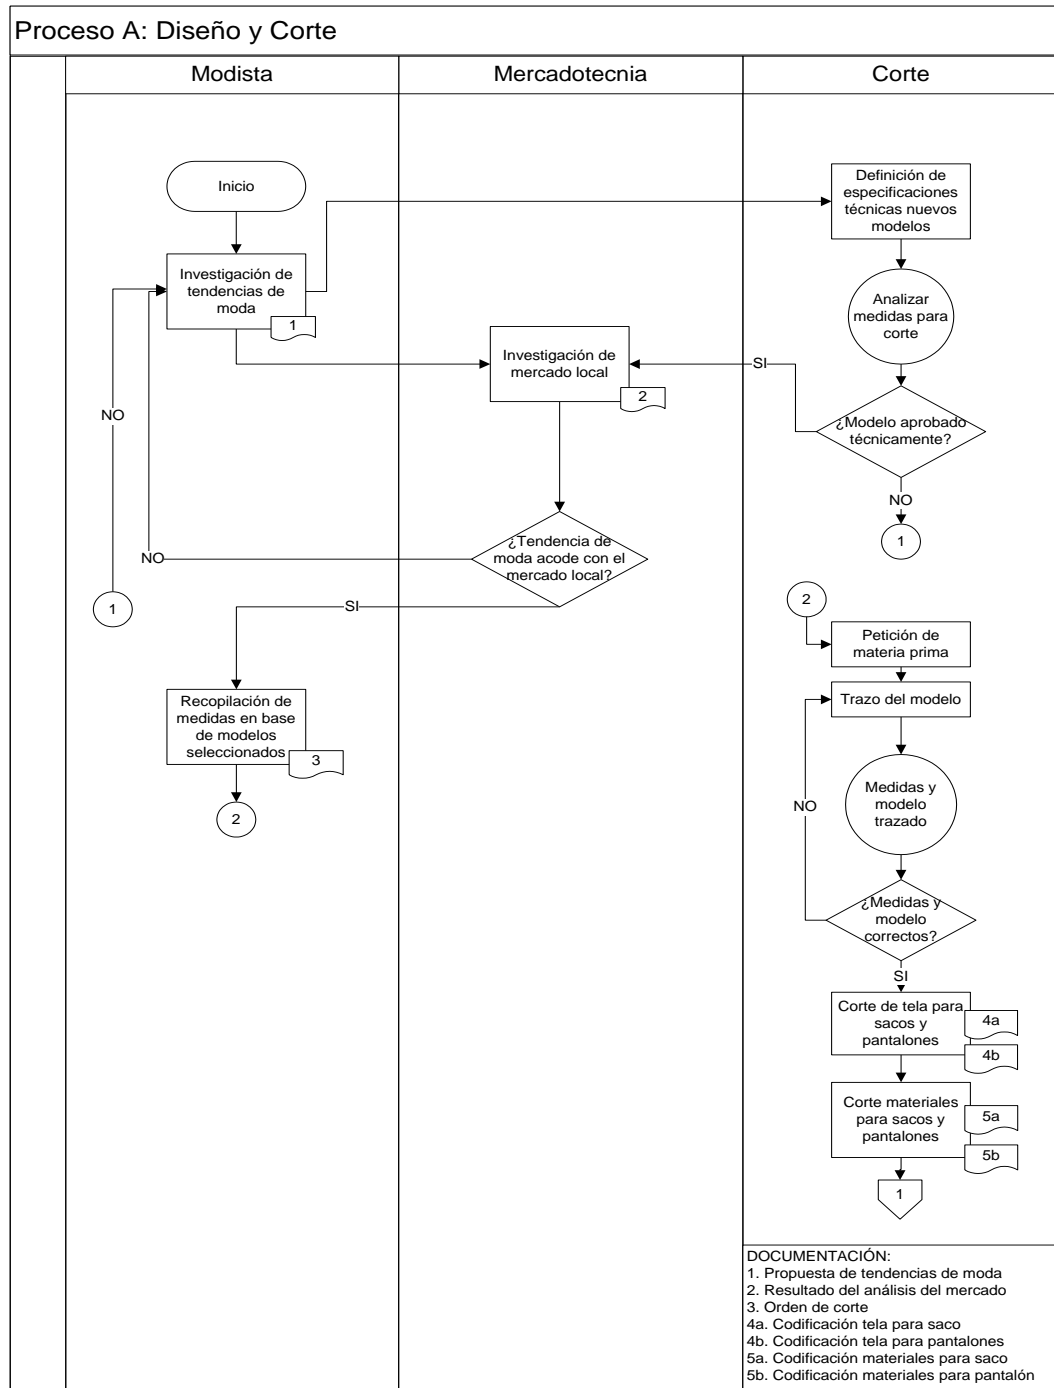 Proceso A: Diseño y Corte
Modista
Mercadotecnia
Corte
Inicio
Investigación de
tendencias de
moda
1
NO
NO
1
Recopilación de
medidas en base
de modelos
seleccionados
3
2
Investigación de
mercado local
2
¿Tendencia de
moda acode con el
mercado local?
SI
SI
Definición de
especificaciones
técnicas nuevos
modelos
Analizar
medidas para
corte
¿Modelo aprobado
técnicamente?
NO
1
2
Petición de
materia prima
Trazo del modelo
Medidas y
modelo
trazado
NO
¿Medidas y
modelo
correctos?
SI
Corte de tela para
sacos y
pantalones
4a
4b
Corte materiales
para sacos y
pantalones
5a
5b
1
DOCUMENTACIÓN:
1. Propuesta de tendencias de moda
2. Resultado del análisis del mercado
3. Orden de corte
4a. Codificación tela para saco
4b. Codificación tela para pantalones
5a. Codificación materiales para saco
5b. Codificación materiales para pantalón